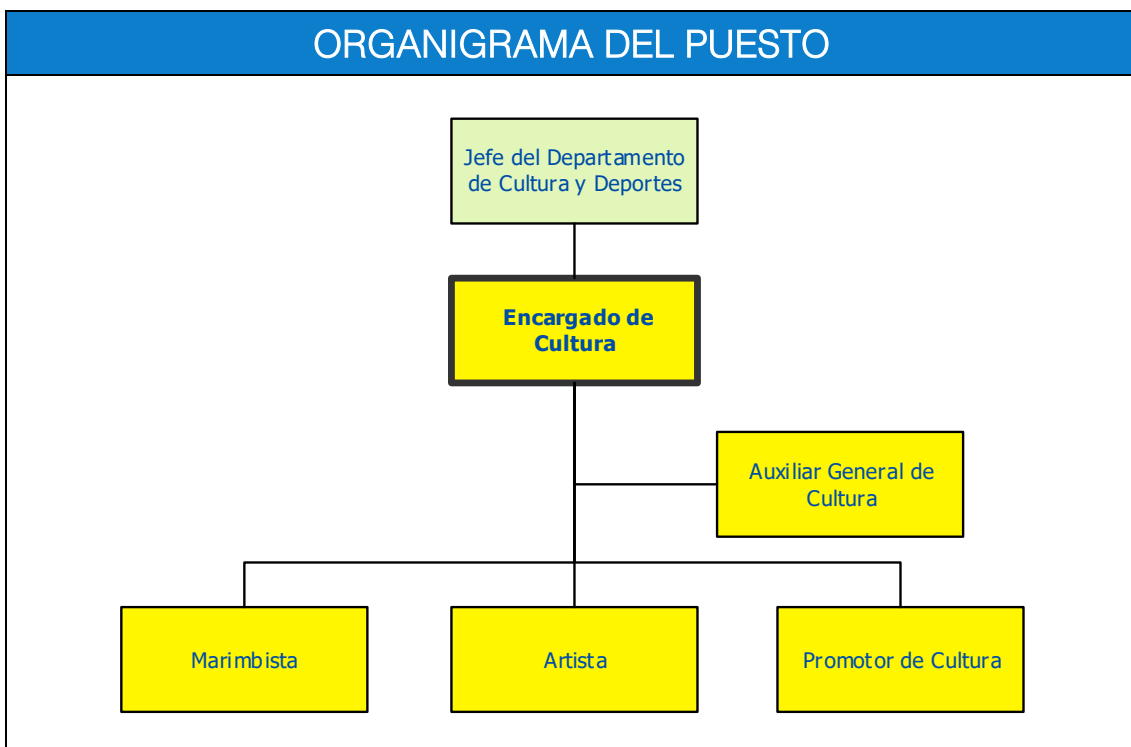 ORGANIGRAMA DEL PUESTO
Jefe del Departamento
de Cultura y Deportes
Encargado de
Cultura
Auxiliar General de
Cultura
Marimbista
Artista
Promotor de Cultura